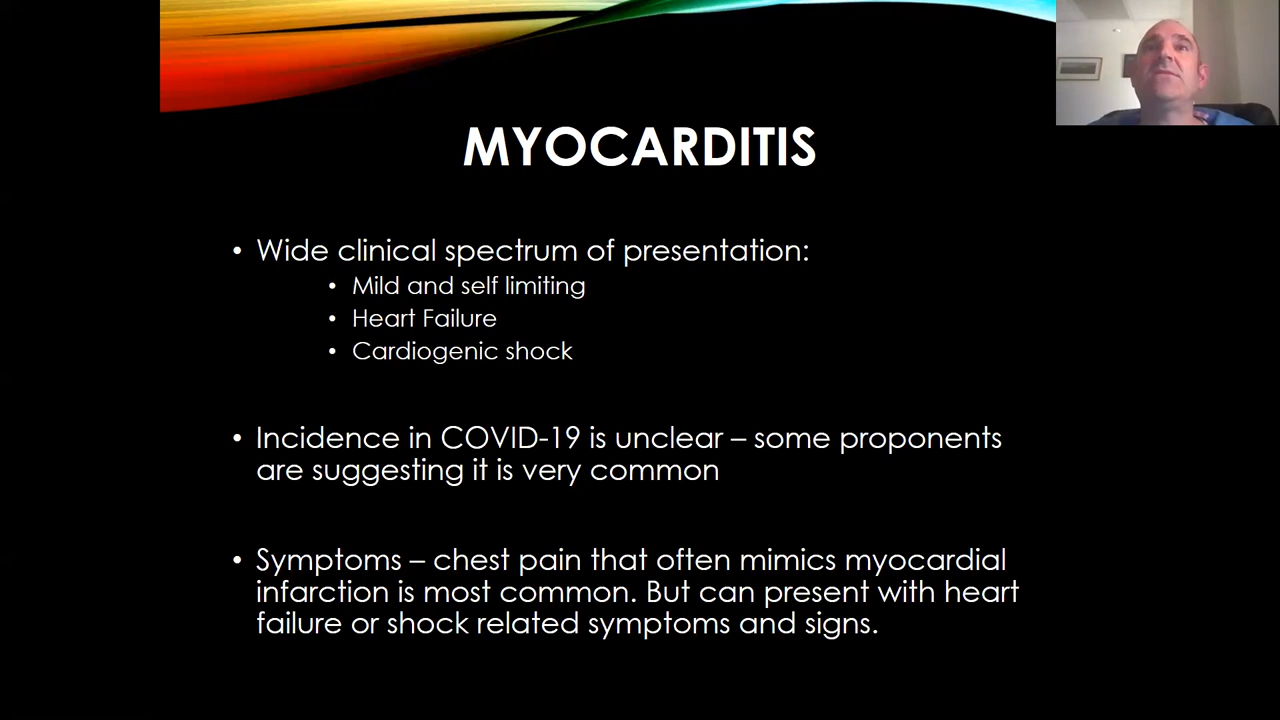 MYOCARDITIS
• Wide clinical spectrum of presentation:
• Mild and self limiting
• Heart Failure
• Cardiogenic shock
• Incidence in COVID-19 is unclear – some proponents
are suggesting it is very common
• Symptoms – chest pain that often mimics myocardial
infarction is most common. But can present with heart
failure or shock related symptoms and signs.